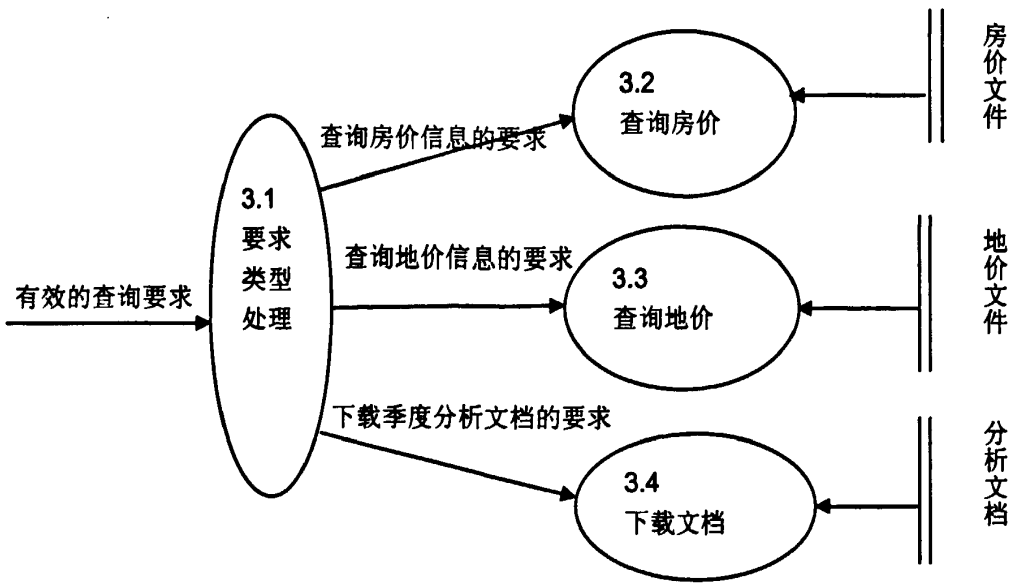 有效的查询要求
3.1
要求
类型
处理
查询房价信息的要求
查询地价信息的要求
下载季度分析文档的要求
3.2
查询房价
3.3
查询地价
3.4
下载文档
房价文件
地价文件
分析文档